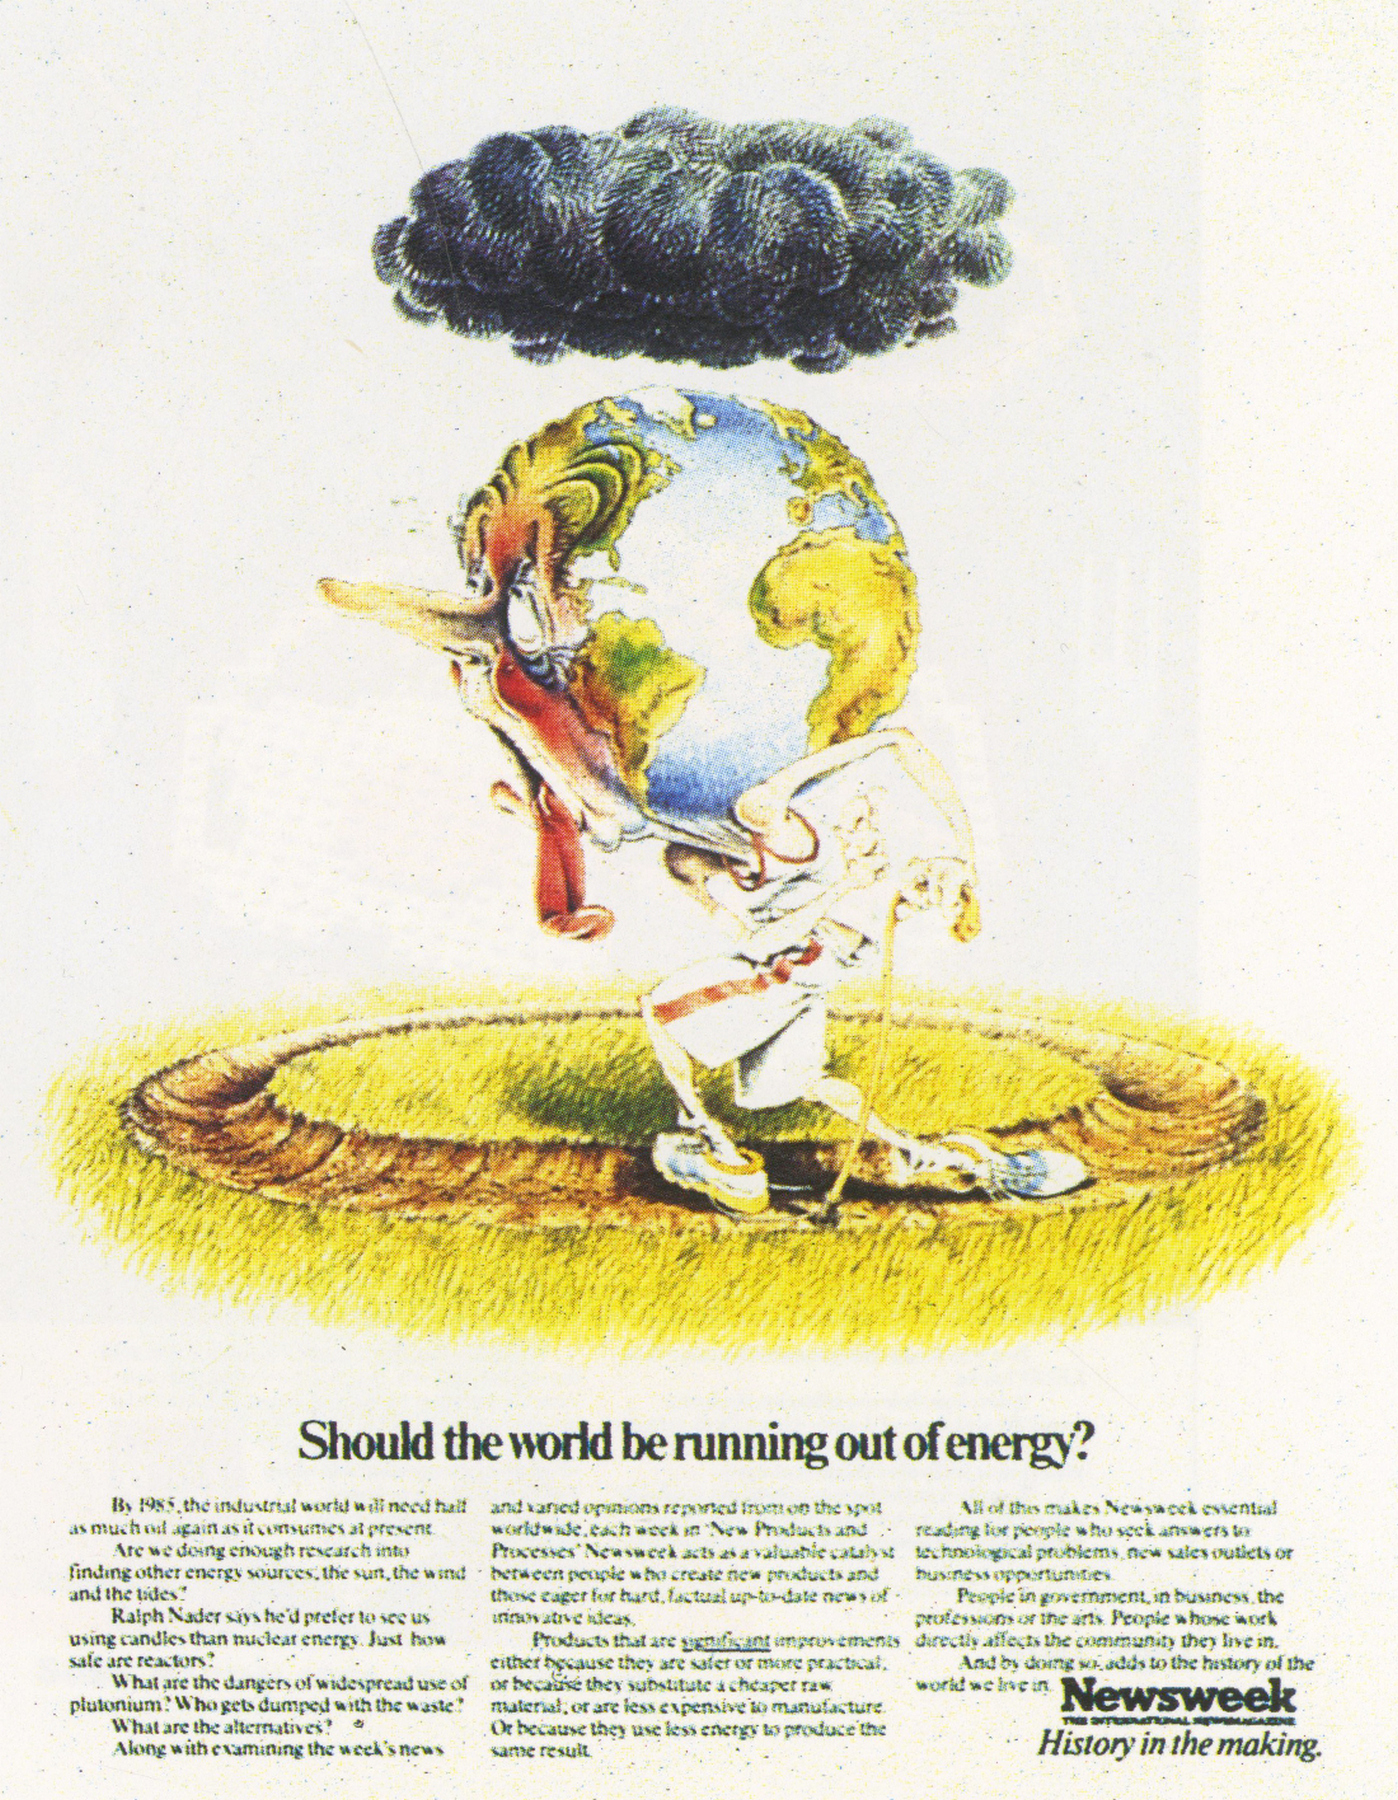 Should the world be running out of energy?
By 1985, the industrial world will need half
as much oil again as it consumes at present.
Are we doing enough research into
finding other energy sources; the sun, the wind
and the tides?
Ralph Nader says he'd prefer to see us
using candles than nuclear energy. Just how
safe are reactors?
What are the dangers of widespread use of
plutonium? Who gets dumped with the waste?
What are the alternatives?
Along with examining the week's news
and varied opinions reported from on the spot
worldwide, each week in 'New Products and
Processes' Newsweek acts as a valuable catalyst
between people who create new products and
those eager for hard, factual up-to-date news of
innovative ideas.
Products that are significant improvements
either because they are safer or more practical;
or because they substitute a cheaper raw
material; or are less expensive to manufacture.
Or because they use less energy to produce the
same result.
All of this makes Newsweek essential
reading for people who seek answers to
technological problems, new sales outlets or
business opportunities.
People in government, in business, the
professions or the arts. People whose work
directly affects the community they live in.
And by doing so, adds to the history of the
world we live in.
Newsweek
THE INTERNATIONAL NEWSMAGAZINE
History in the making.